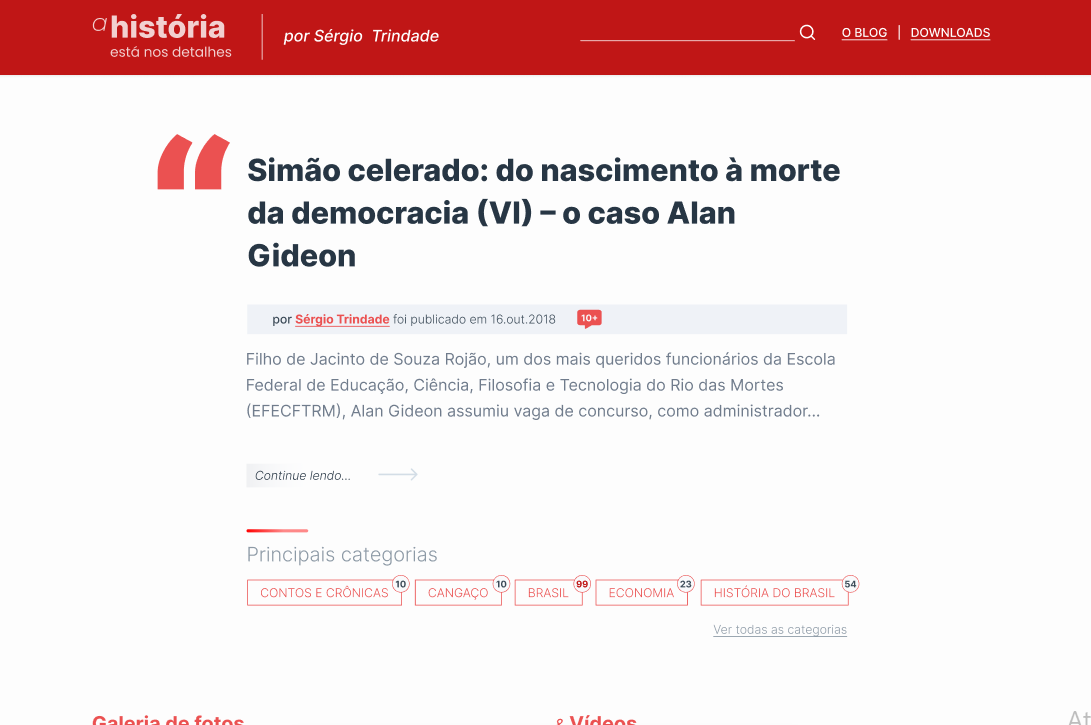 a história
está nos detalhes
por Sérgio Trindade
O BLOG | DOWNLOADS
“
Simão celerado: do nascimento à morte
da democracia (VI) – o caso Alan
Gideon
por Sérgio Trindade foi publicado em 16.out.2018 10+
Filho de Jacinto de Souza Rojão, um dos mais queridos funcionários da Escola
Federal de Educação, Ciência, Filosofia e Tecnologia do Rio das Mortes
(EFECFTRM), Alan Gideon assumiu vaga de concurso, como administrador...
Continue lendo...
Principais categorias
CONTOS E CRÔNICAS 10 CANGAÇO 10 BRASIL 99 ECONOMIA 23 HISTÓRIA DO BRASIL 54
Ver todas as categorias
Galeria de fotos
Vídeos